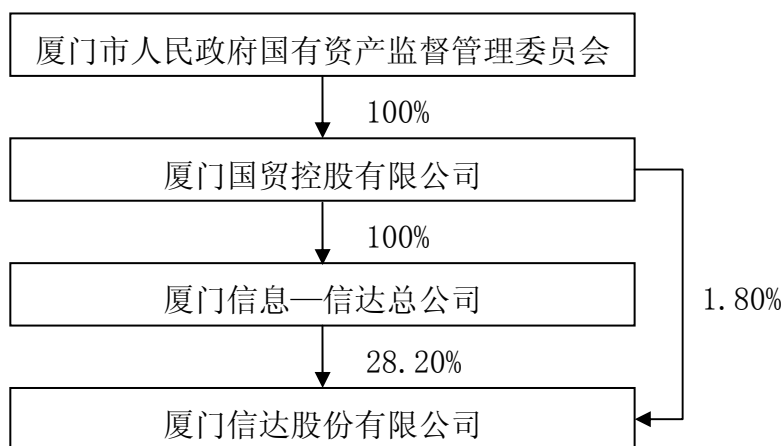 厦门市人民政府国有资产监督管理委员会
100%
厦门国贸控股有限公司
100%
厦门信息—信达总公司
1.80%
28.20%
厦门信达股份有限公司